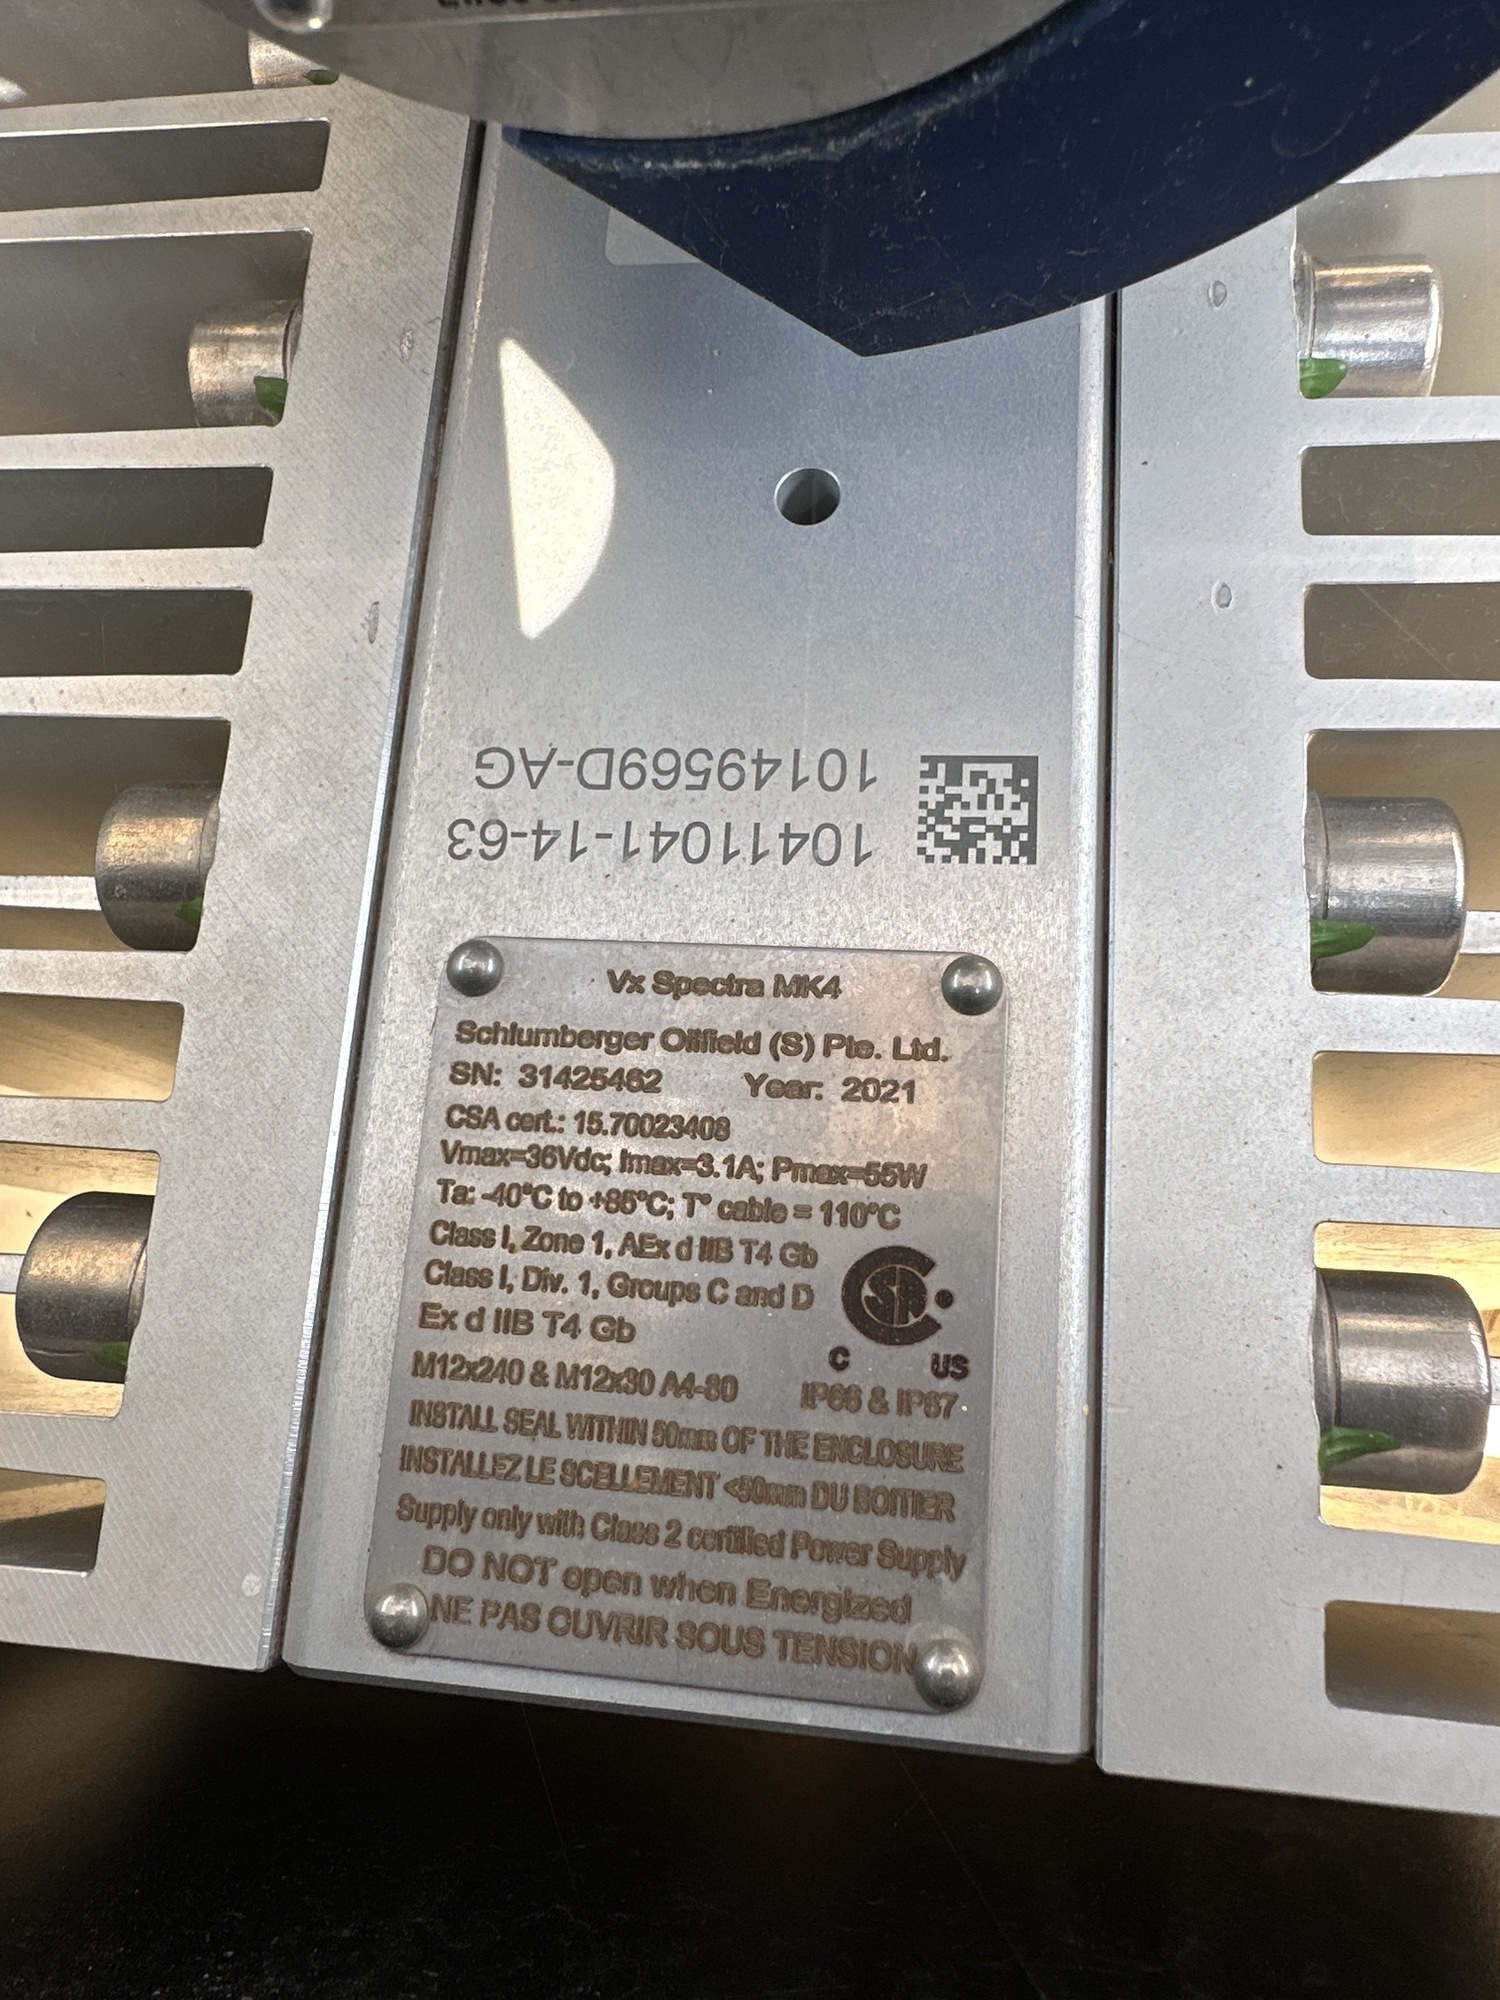 10149569D-AG
10411041-14-63
Vx Spectra MK4
Schlumberger Oilfield (S) Pte. Ltd.
SN: 31425462 Year: 2021
CSA cert.: 15.70023408
Vmax=36Vdc; Imax=3.1A; Pmax=55W
Ta: -40°C to +85°C; T° cable = 110°C
Class I, Zone 1, AEx d IIB T4 Gb
Class I, Div. 1, Groups C and D
Ex d IIB T4 Gb
CSA ®
C US
M12x240 & M12x30 A4-80 IP66 & IP67
INSTALL SEAL WITHIN 50mm OF THE ENCLOSURE
INSTALLEZ LE SCELLEMENT <50mm DU BOITIER
Supply only with Class 2 certified Power Supply
DO NOT open when Energized
NE PAS OUVRIR SOUS TENSION